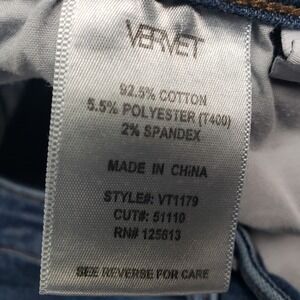 VERVET
92.5% COTTON
5.5% POLYESTER (T400)
2% SPANDEX
MADE IN CHINA
STYLE#: VT1179
CUT#: 51110
RN# 125813
SEE REVERSE FOR CARE